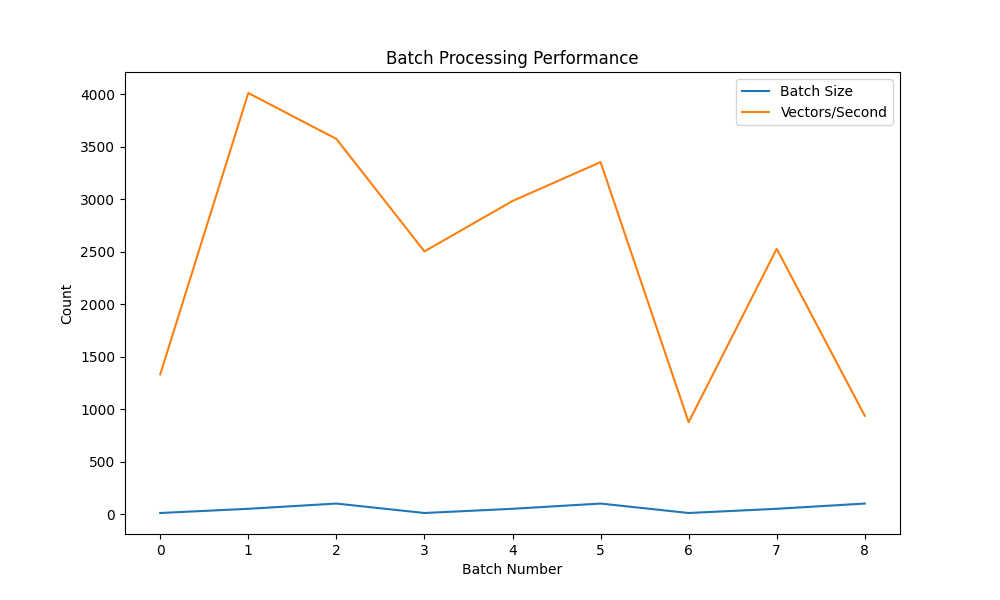 Batch Processing Performance
Batch Size
Vectors/Second
4000
3500
3000
2500
2000
1500
1000
500
0
Count
0 1 2 3 4 5 6 7 8
Batch Number